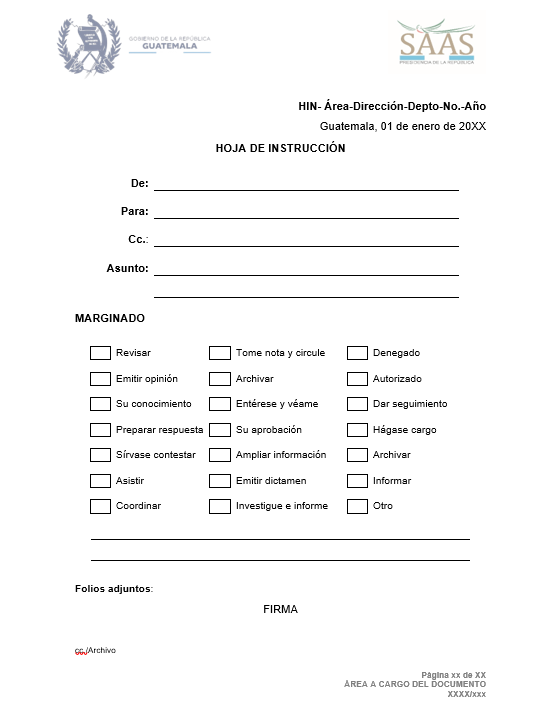 GOBIERNO DE LA REPÚBLICA
GUATEMALA
SAAS
PRESIDENCIA DE LA REPÚBLICA
HIN- Área-Dirección-Depto-No.-Año
Guatemala, 01 de enero de 20XX
HOJA DE INSTRUCCIÓN
De:
Para:
Cc.:
Asunto:
MARGINADO
Revisar Tome nota y circule Denegado
Emitir opinión Archivar Autorizado
Su conocimiento Entérese y véame Dar seguimiento
Preparar respuesta Su aprobación Hágase cargo
Sírvase contestar Ampliar información Archivar
Asistir Emitir dictamen Informar
Coordinar Investigue e informe Otro
Folios adjuntos:
FIRMA
cc./Archivo
Página xx de XX
ÁREA A CARGO DEL DOCUMENTO
XXXX/xxx